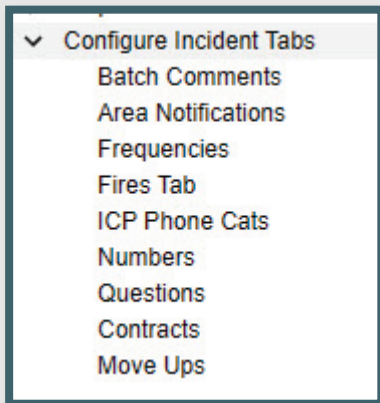 Configure Incident Tabs
Batch Comments
Area Notifications
Frequencies
Fires Tab
ICP Phone Cats
Numbers
Questions
Contracts
Move Ups